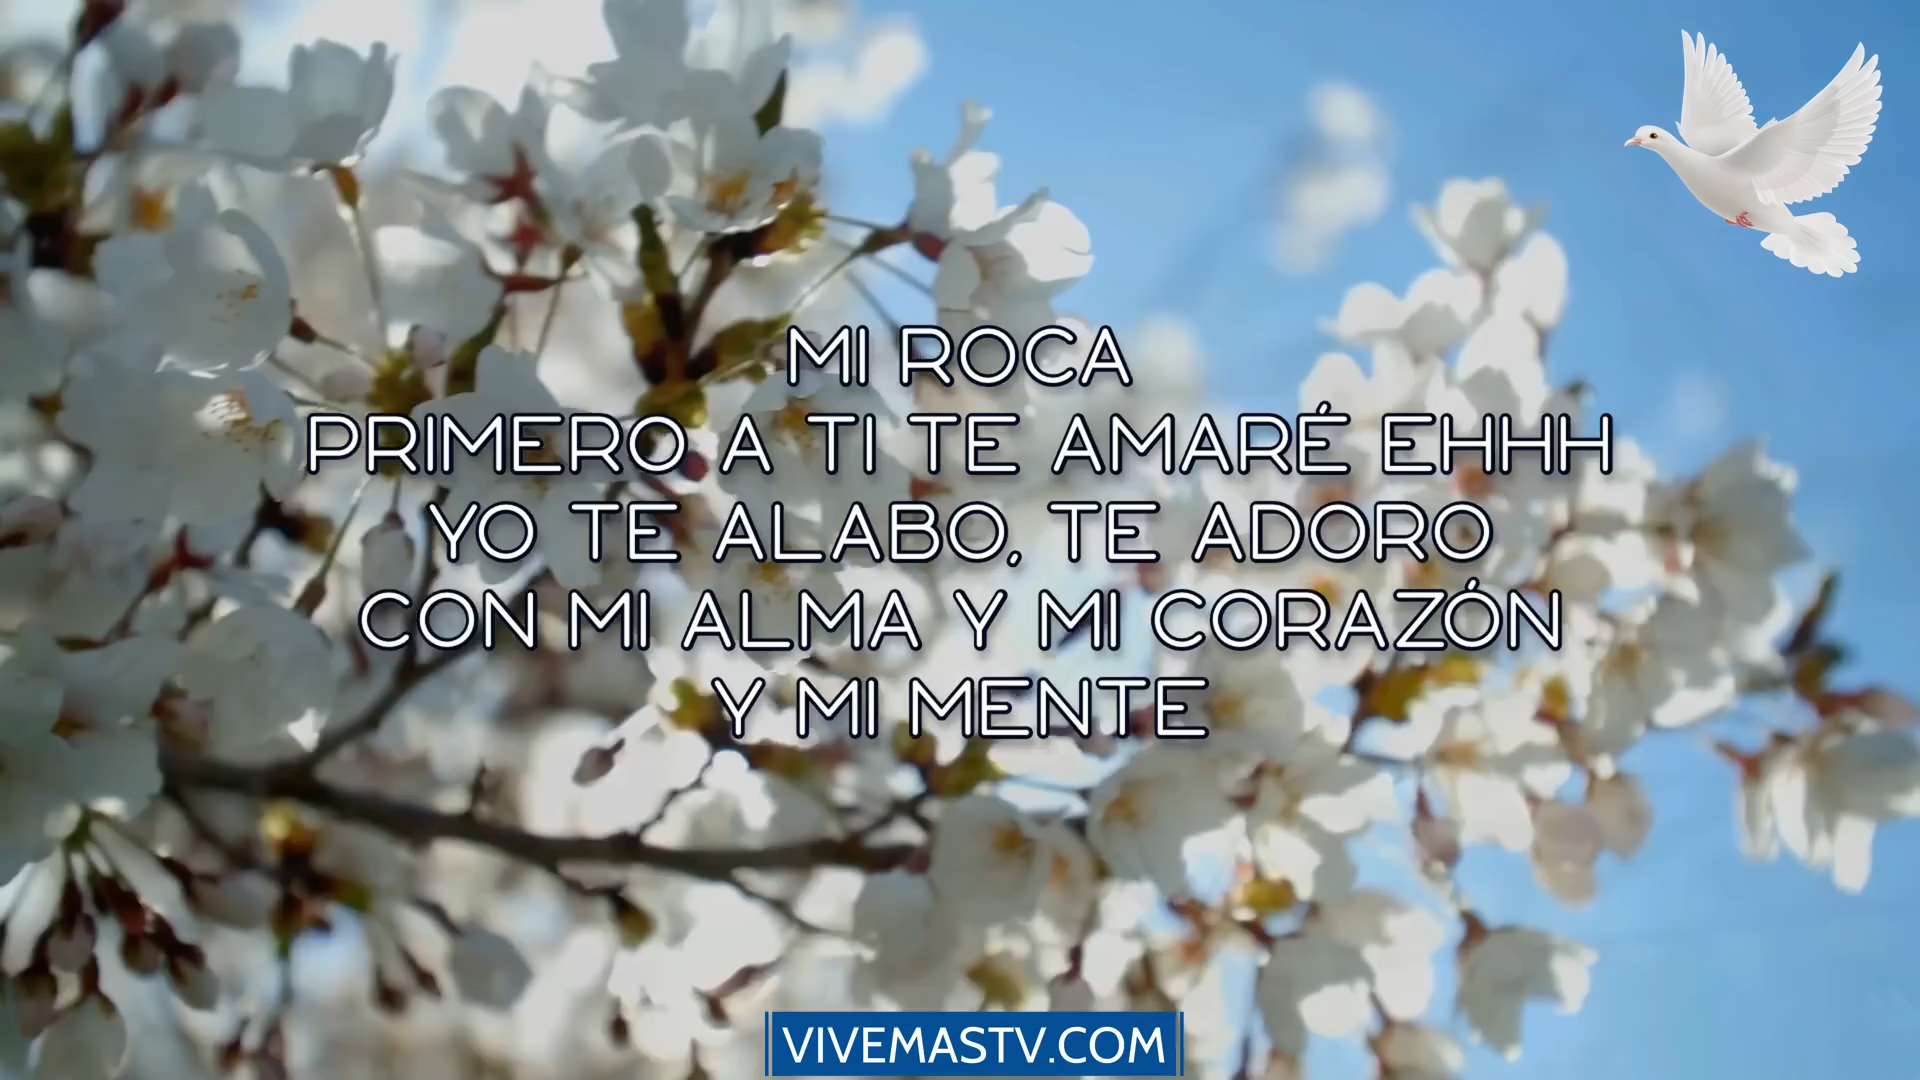 MI ROCA
PRIMERO A TI TE AMARÉ EHHH
YO TE ALABO, TE ADORO
CON MI ALMA Y MI CORAZÓN
Y MI MENTE
VIVEMASTV.COM